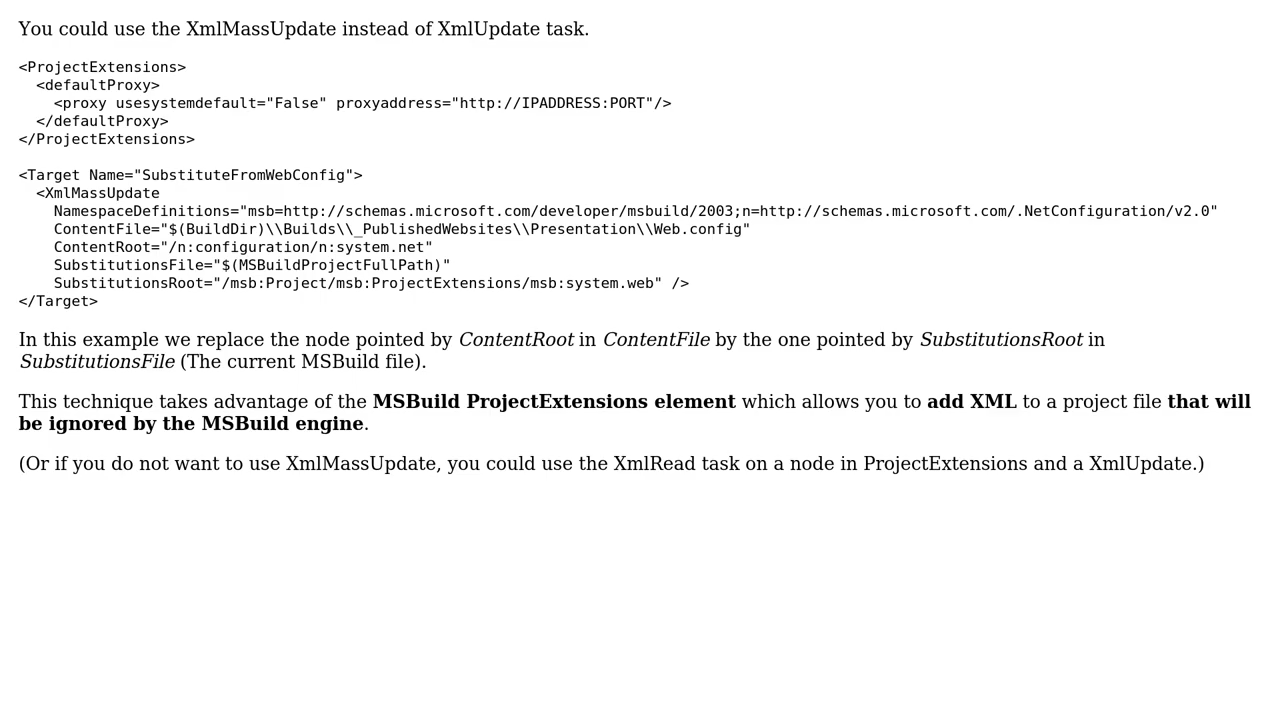 You could use the XmlMassUpdate instead of XmlUpdate task.
<ProjectExtensions>
  <defaultProxy>
    <proxy usesystemdefault="False" proxyaddress="http://IPADDRESS:PORT"/>
  </defaultProxy>
</ProjectExtensions>
<Target Name="SubstituteFromWebConfig">
  <XmlMassUpdate
    NamespaceDefinitions="msb=http://schemas.microsoft.com/developer/msbuild/2003;n=http://schemas.microsoft.com/.NetConfiguration/v2.0"
    ContentFile="$(BuildDir)\\Builds\\_PublishedWebsites\\Presentation\\Web.config"
    ContentRoot="/n:configuration/n:system.net"
    SubstitutionsFile="$(MSBuildProjectFullPath)"
    SubstitutionsRoot="/msb:Project/msb:ProjectExtensions/msb:system.web" />
</Target>
In this example we replace the node pointed by ContentRoot in ContentFile by the one pointed by SubstitutionsRoot in
SubstitutionsFile (The current MSBuild file).
This technique takes advantage of the MSBuild ProjectExtensions element which allows you to add XML to a project file that will
be ignored by the MSBuild engine.
(Or if you do not want to use XmlMassUpdate, you could use the XmlRead task on a node in ProjectExtensions and a XmlUpdate.)